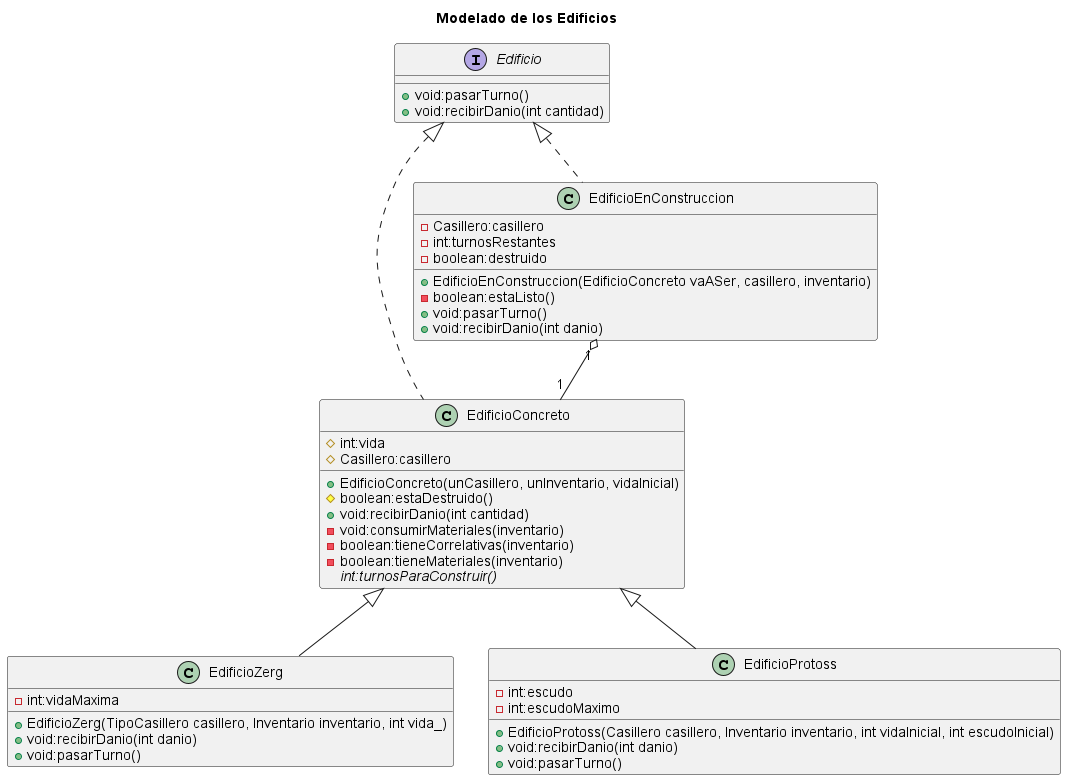 Modelado de los Edificios
I Edificio
void:pasarTurno()
void:recibirDanio(int cantidad)
C EdificioEnConstruccion
Casillero:casillero
int:turnosRestantes
boolean:destruido
EdificioEnConstruccion(EdificioConcreto vaASer, casillero, inventario)
boolean:estaListo()
void:pasarTurno()
void:recibirDanio(int danio)
1
1
C EdificioConcreto
int:vida
Casillero:casillero
EdificioConcreto(unCasillero, unInventario, vidaInicial)
boolean:estaDestruido()
void:recibirDanio(int cantidad)
void:consumirMateriales(inventario)
boolean:tieneCorrelativas(inventario)
boolean:tieneMateriales(inventario)
int:turnosParaConstruir()
C EdificioZerg
int:vidaMaxima
EdificioZerg(TipoCasillero casillero, Inventario inventario, int vida_)
void:recibirDanio(int danio)
void:pasarTurno()
C EdificioProtoss
int:escudo
int:escudoMaximo
EdificioProtoss(Casillero casillero, Inventario inventario, int vidaInicial, int escudoInicial)
void:recibirDanio(int danio)
void:pasarTurno()